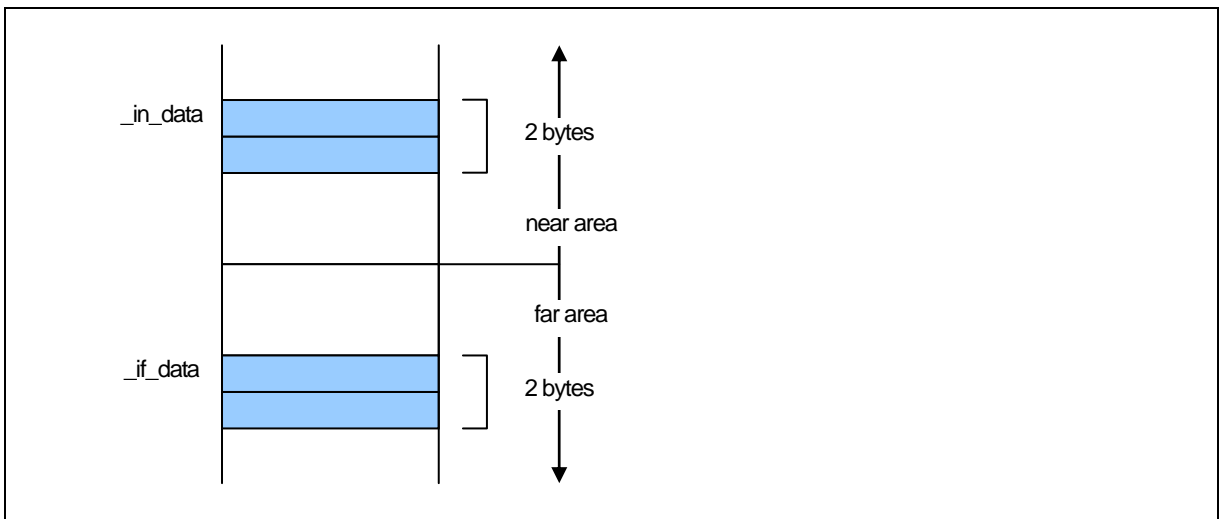 _in_data
2 bytes
near area
far area
_if_data
2 bytes